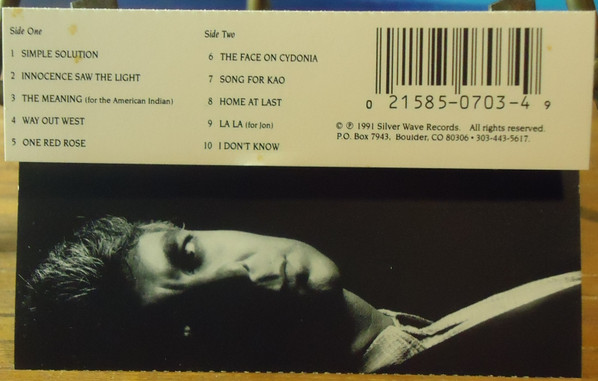 Side One
1 SIMPLE SOLUTION
2 INNOCENCE SAW THE LIGHT
3 THE MEANING (for the American Indian)
4 WAY OUT WEST
5 ONE RED ROSE
Side Two
6 THE FACE ON CYDONIA
7 SONG FOR KAO
8 HOME AT LAST
9 LA LA (for Jon)
10 I DON'T KNOW
0 21585-0703-4 9
© ℗ 1991 Silver Wave Records. All rights reserved.
P.O. Box 7943, Boulder, CO 80306 • 303-443-5617.